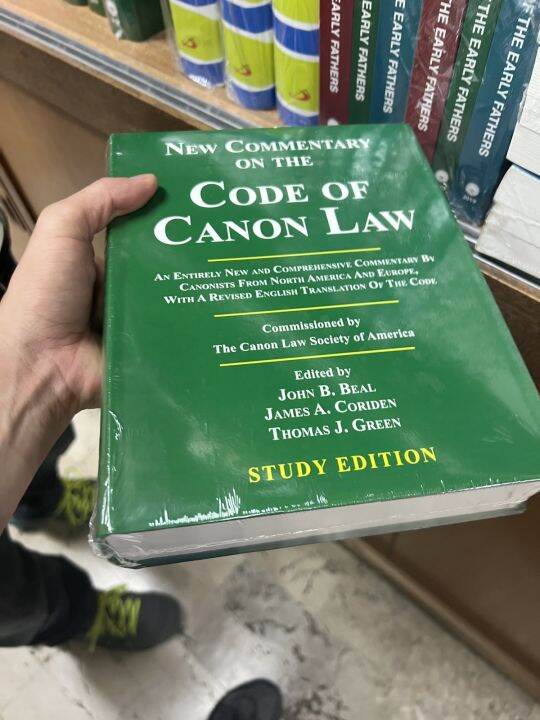 NEW COMMENTARY
ON THE
CODE OF
CANON LAW
AN ENTIRELY NEW AND COMPREHENSIVE COMMENTARY BY
CANONISTS FROM NORTH AMERICA AND EUROPE,
WITH A REVISED ENGLISH TRANSLATION OF THE CODE
Commissioned by
The Canon Law Society of America
Edited by
JOHN B. BEAL
JAMES A. CORIDEN
THOMAS J. GREEN
STUDY EDITION
EARLY FATHERS
THE EARLY FATHERS
THE EARLY FATHERS
THE EARLY FATHERS
OF THE EARLY FATHERS
OF THE EARLY FATHERS